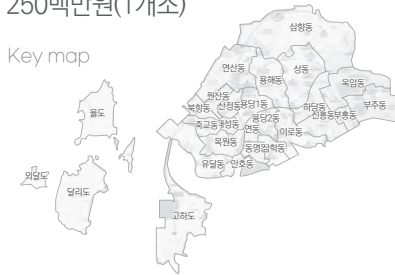 250백만원(1개소)
Key map
삼향동
연산동
용해동
상동
옥암동
부주동
원산동
북항동
산정동
용당1동
하당동
신흥동
부흥동
죽교동
대성동
용당2동
연동
이로동
목원동
동명동
삼학동
유달동
만호동
율도
외달도
달리도
고하도